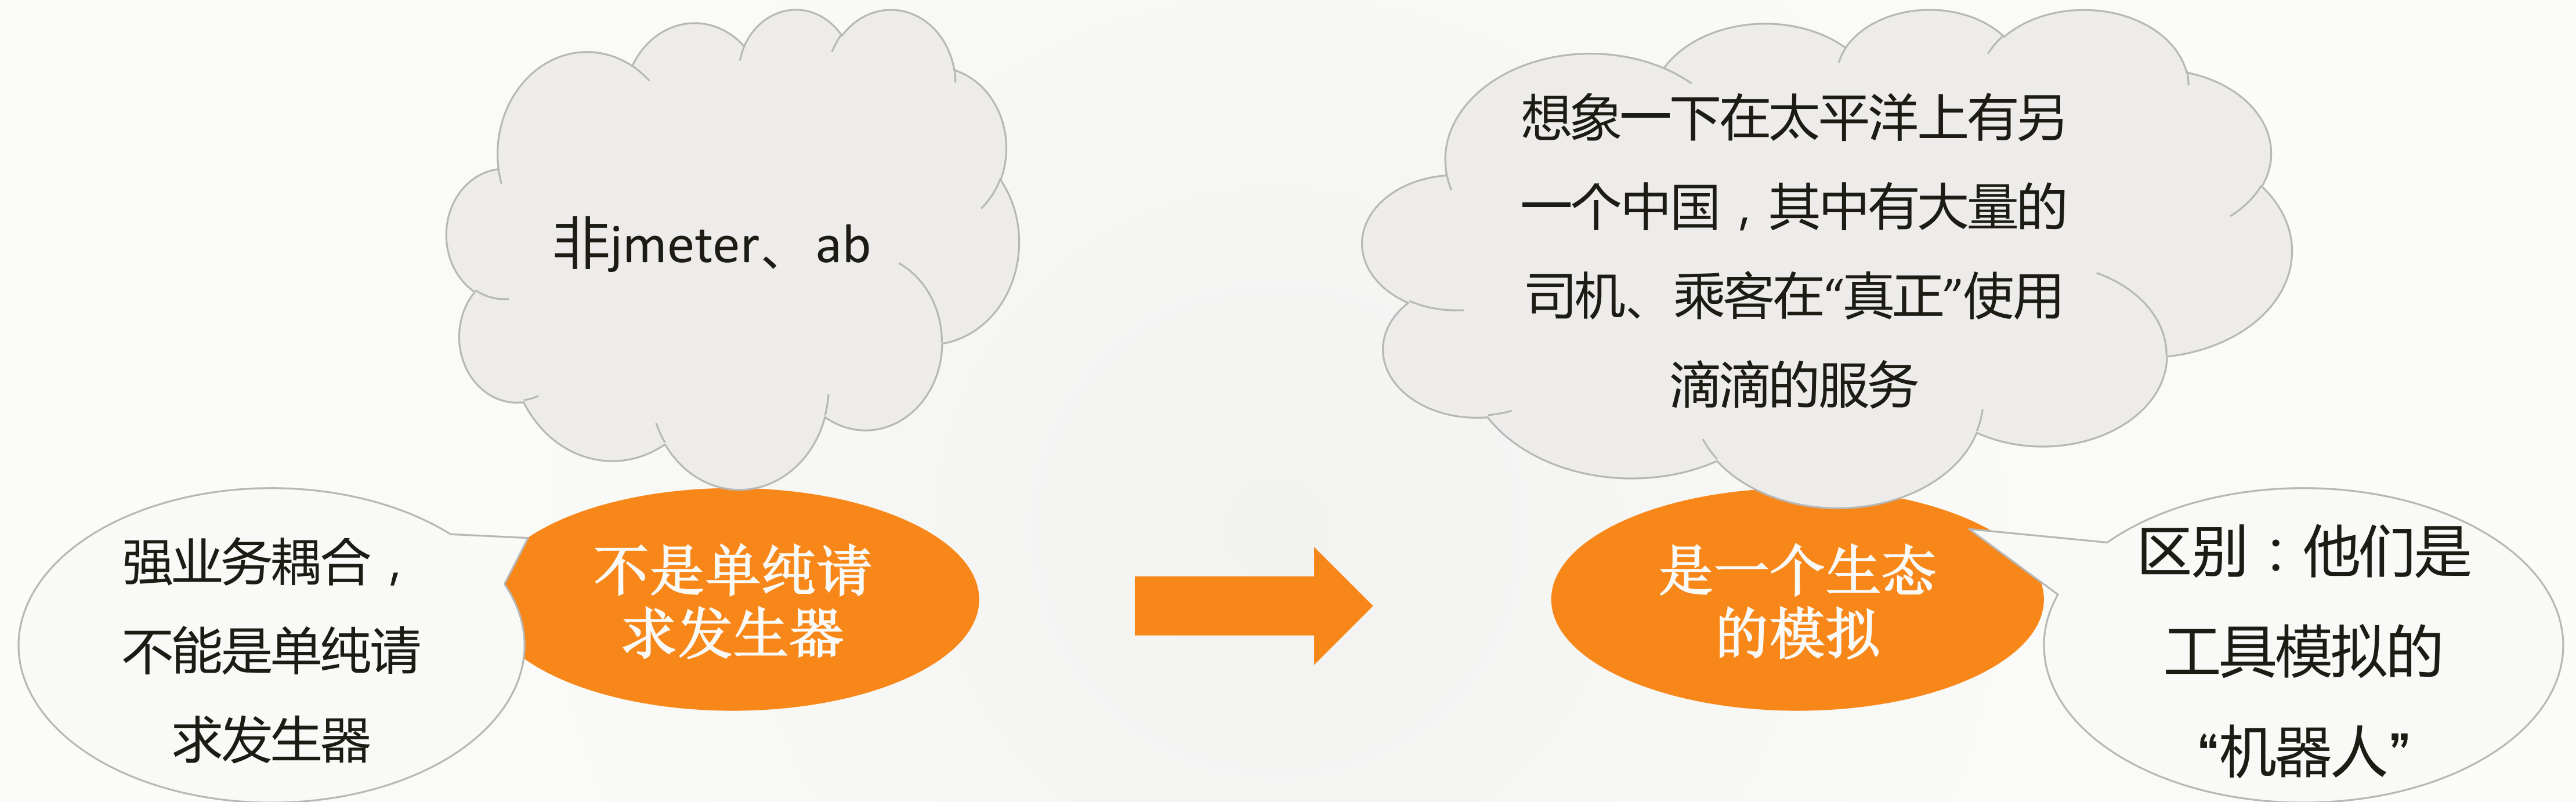 非jmeter、 ab
强业务耦合，
不能是单纯请
求发生器
不是单纯请
求发生器
想象一下在太平洋上有另
一个中国，其中有大量的
司机、乘客在“真正”使用
滴滴的服务
是一个生态
的模拟
区别：他们是
工具模拟的
“机器人”